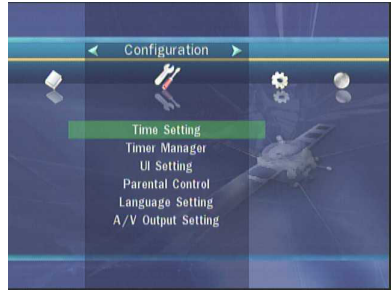 Configuration
Time Setting
Timer Manager
UI Setting
Parental Control
Language Setting
A/V Output Setting